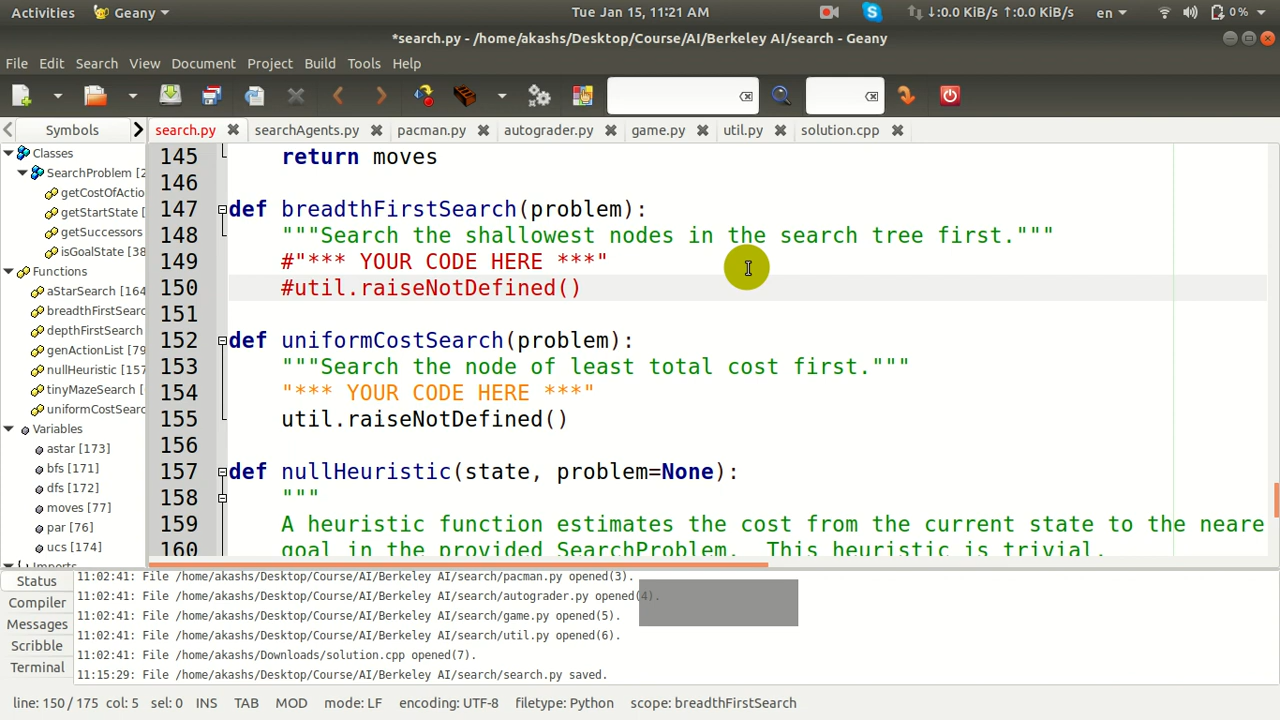 Activities Geany Tue Jan 15, 11:21 AM ↓:0.0 KiB/s ↑:0.0 KiB/s en 0 %
*search.py - /home/akashs/Desktop/Course/AI/Berkeley AI/search - Geany
File Edit Search View Document Project Build Tools Help
Symbols search.py searchAgents.py pacman.py autograder.py game.py util.py solution.cpp
Classes
SearchProblem [2
getCostOfActio
getStartState [
getSuccessors
isGoalState [38
Functions
aStarSearch [164
breadthFirstSearc
depthFirstSearch
genActionList [79
nullHeuristic [157
tinyMazeSearch [
uniformCostSearc
Variables
astar [173]
bfs [171]
dfs [172]
moves [77]
par [76]
ucs [174]
Imports
145 return moves
146
147 def breadthFirstSearch(problem):
148 """Search the shallowest nodes in the search tree first."""
149 #"*** YOUR CODE HERE ***"
150 #util.raiseNotDefined()
151
152 def uniformCostSearch(problem):
153 """Search the node of least total cost first."""
154 "*** YOUR CODE HERE ***"
155 util.raiseNotDefined()
156
157 def nullHeuristic(state, problem=None):
158 """
159 A heuristic function estimates the cost from the current state to the neare
160 goal in the provided SearchProblem. This heuristic is trivial.
Status
Compiler
Messages
Scribble
Terminal
11:02:41: File /home/akashs/Desktop/Course/AI/Berkeley AI/search/pacman.py opened(3).
11:02:41: File /home/akashs/Desktop/Course/AI/Berkeley AI/search/autograder.py opened(4).
11:02:41: File /home/akashs/Desktop/Course/AI/Berkeley AI/search/game.py opened(5).
11:02:41: File /home/akashs/Desktop/Course/AI/Berkeley AI/search/util.py opened(6).
11:02:41: File /home/akashs/Downloads/solution.cpp opened(7).
11:15:29: File /home/akashs/Desktop/Course/AI/Berkeley AI/search/search.py saved.
line: 150 / 175 col: 5 sel: 0 INS TAB MOD mode: LF encoding: UTF-8 filetype: Python scope: breadthFirstSearch